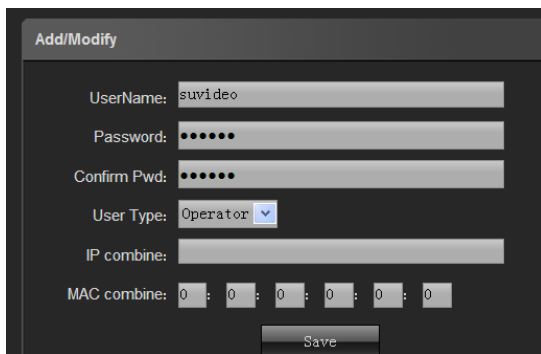 Add/Modify
UserName: suvideo
Password: ••••••
Confirm Pwd: ••••••
User Type: Operator
IP combine:
MAC combine: 0 : 0 : 0 : 0 : 0 : 0
Save